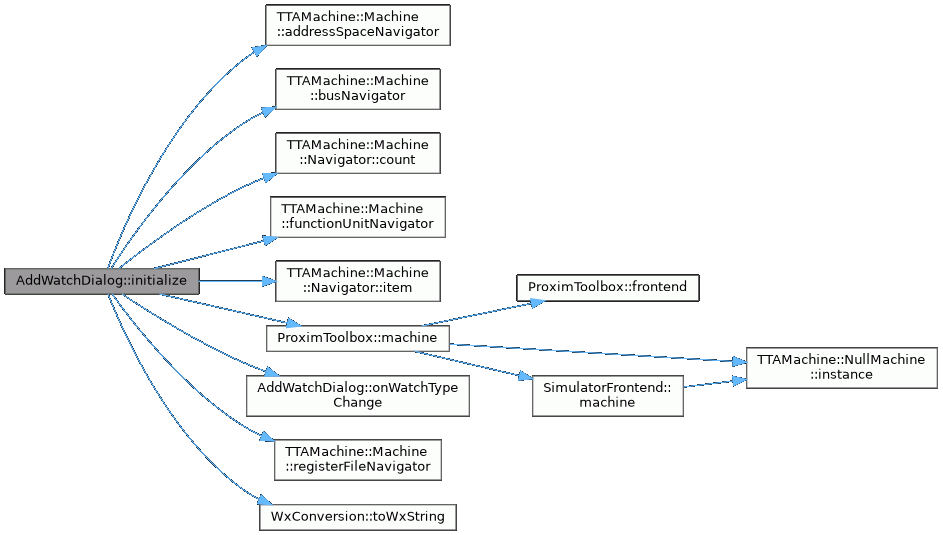 TTAMachine::Machine
::addressSpaceNavigator
TTAMachine::Machine
::busNavigator
TTAMachine::Machine
::Navigator::count
TTAMachine::Machine
::functionUnitNavigator
AddWatchDialog::initialize
TTAMachine::Machine
::Navigator::item
ProximToolbox::frontend
ProximToolbox::machine
TTAMachine::NullMachine
::instance
AddWatchDialog::onWatchType
Change
SimulatorFrontend::
machine
TTAMachine::Machine
::registerFileNavigator
WxConversion::toWxString